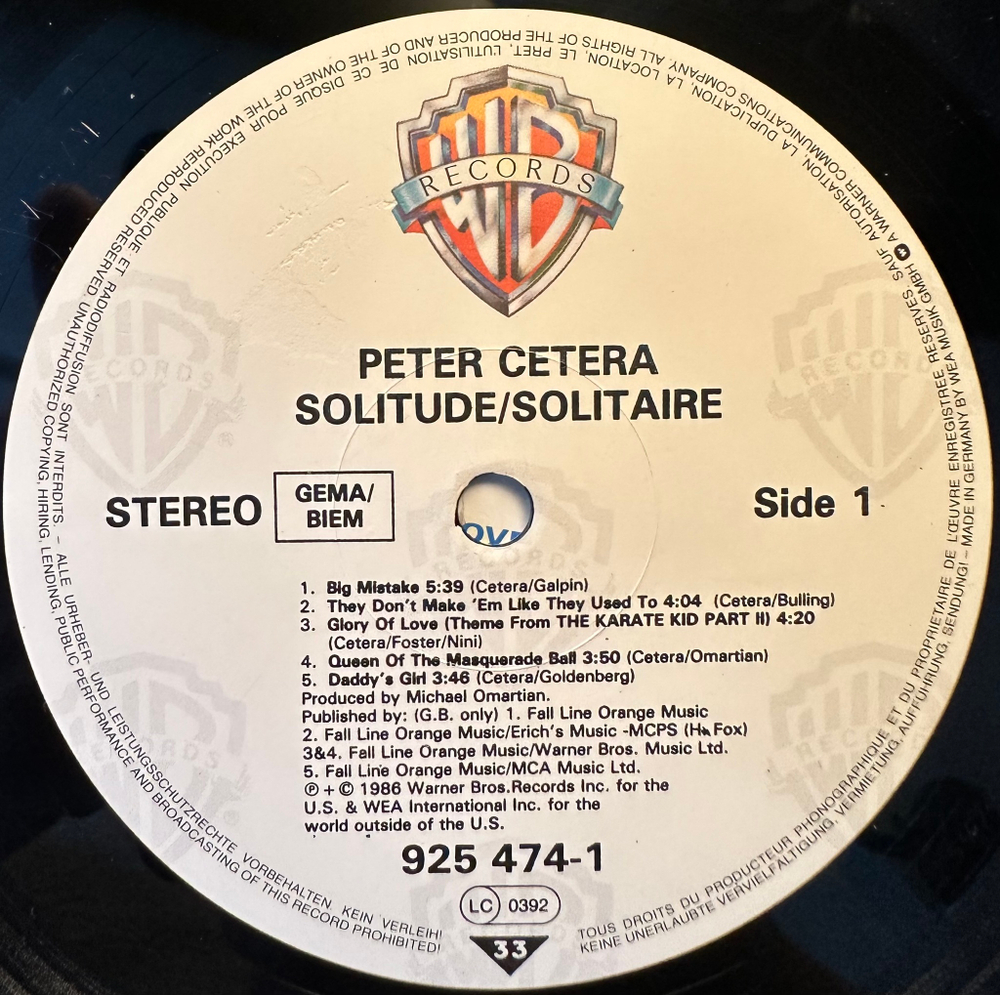 WB
RECORDS
PETER CETERA
SOLITUDE/SOLITAIRE
STEREO
GEMA/
BIEM
Side 1
1. Big Mistake 5:39 (Cetera/Galpin)
2. They Don't Make 'Em Like They Used To 4:04 (Cetera/Bulling)
3. Glory Of Love (Theme From THE KARATE KID PART II) 4:20
(Cetera/Foster/Nini)
4. Queen Of The Masquerade Ball 3:50 (Cetera/Omartian)
5. Daddy's Girl 3:46 (Cetera/Goldenberg)
Produced by Michael Omartian.
Published by: (G.B. only) 1. Fall Line Orange Music
2. Fall Line Orange Music/Erich's Music -MCPS (H. Fox)
3&4. Fall Line Orange Music/Warner Bros. Music Ltd.
5. Fall Line Orange Music/MCA Music Ltd.
℗ + © 1986 Warner Bros.Records Inc. for the
U.S. & WEA International Inc. for the
world outside of the U.S.
925 474-1
LC 0392
33
TOUS DROITS DU PRODUCTEUR PHONOGRAPHIQUE ET DU PROPRIETAIRE DE L'ŒUVRE ENREGISTREE RESERVES. SAUF AUTORISATION, LA DUPLICATION, LA LOCATION, LE PRET, L'UTILISATION DE CE DISQUE POUR EXECUTION PUBLIQUE ET RADIODIFFUSION SONT INTERDITS. – ALLE URHEBER- UND LEISTUNGSSCHUTZRECHTE VORBEHALTEN. KEIN VERLEIH!
KEINE UNERLAUBTE VERVIELFÄLTIGUNG, VERMIETUNG, AUFFÜHRUNG, SENDUNG! – MADE IN GERMANY BY WEA MUSIK GMBH A WARNER COMMUNICATIONS COMPANY. ALL RIGHTS OF THE PRODUCER AND OF THE OWNER OF THE WORK REPRODUCED RESERVED. UNAUTHORIZED COPYING, HIRING, LENDING, PUBLIC PERFORMANCE AND BROADCASTING OF THIS RECORD PROHIBITED!